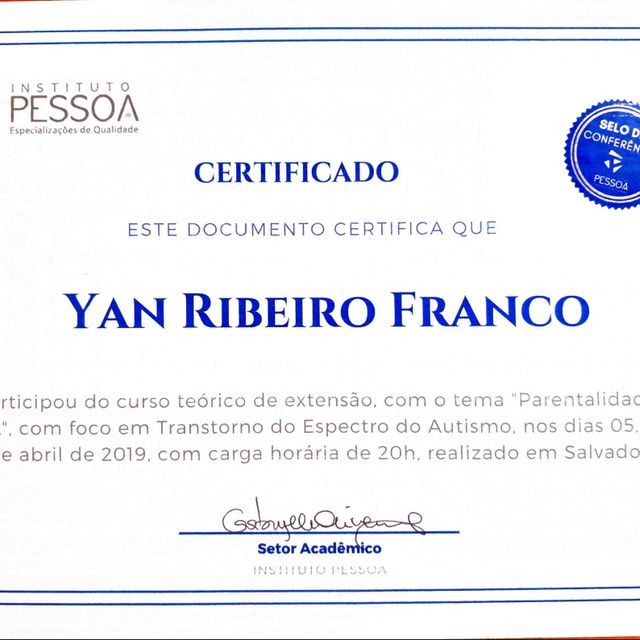 INSTITUTO
PESSOA
Especializações de Qualidade
SELO D
CONFERÊN
PESSOA
CERTIFICADO
ESTE DOCUMENTO CERTIFICA QUE
YAN RIBEIRO FRANCO
rticipou do curso teórico de extensão, com o tema "Parentalidad
", com foco em Transtorno do Espectro do Autismo, nos dias 05,
e abril de 2019, com carga horária de 20h, realizado em Salvado
Setor Acadêmico
INSTITUTO PESSOA